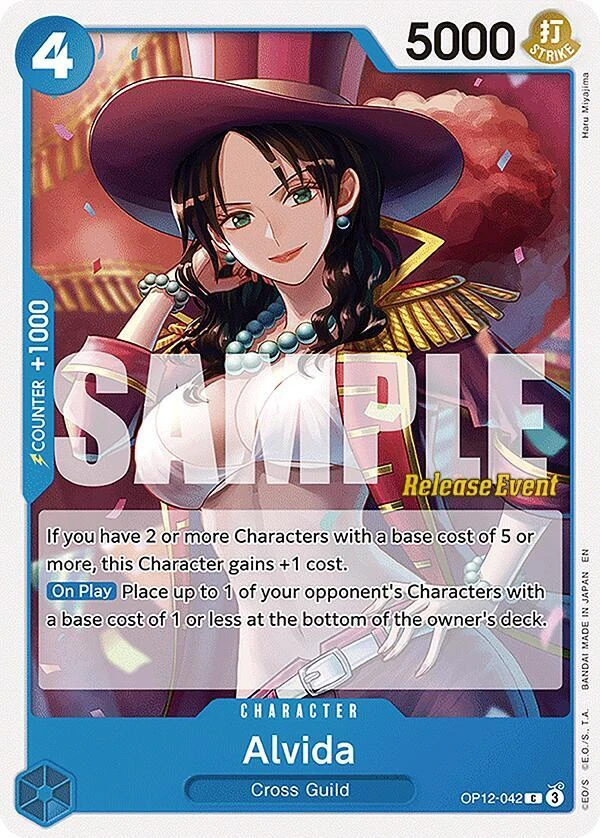 4
5000
打
STRIKE
Haru Miyajima
COUNTER +1000
SAMPLE
Release Event
If you have 2 or more Characters with a base cost of 5 or
more, this Character gains +1 cost.
On Play Place up to 1 of your opponent's Characters with
a base cost of 1 or less at the bottom of the owner's deck.
©EO/S ©E.O./S., T.A. BANDAI MADE IN JAPAN EN
CHARACTER
Alvida
Cross Guild
OP12-042 C 3